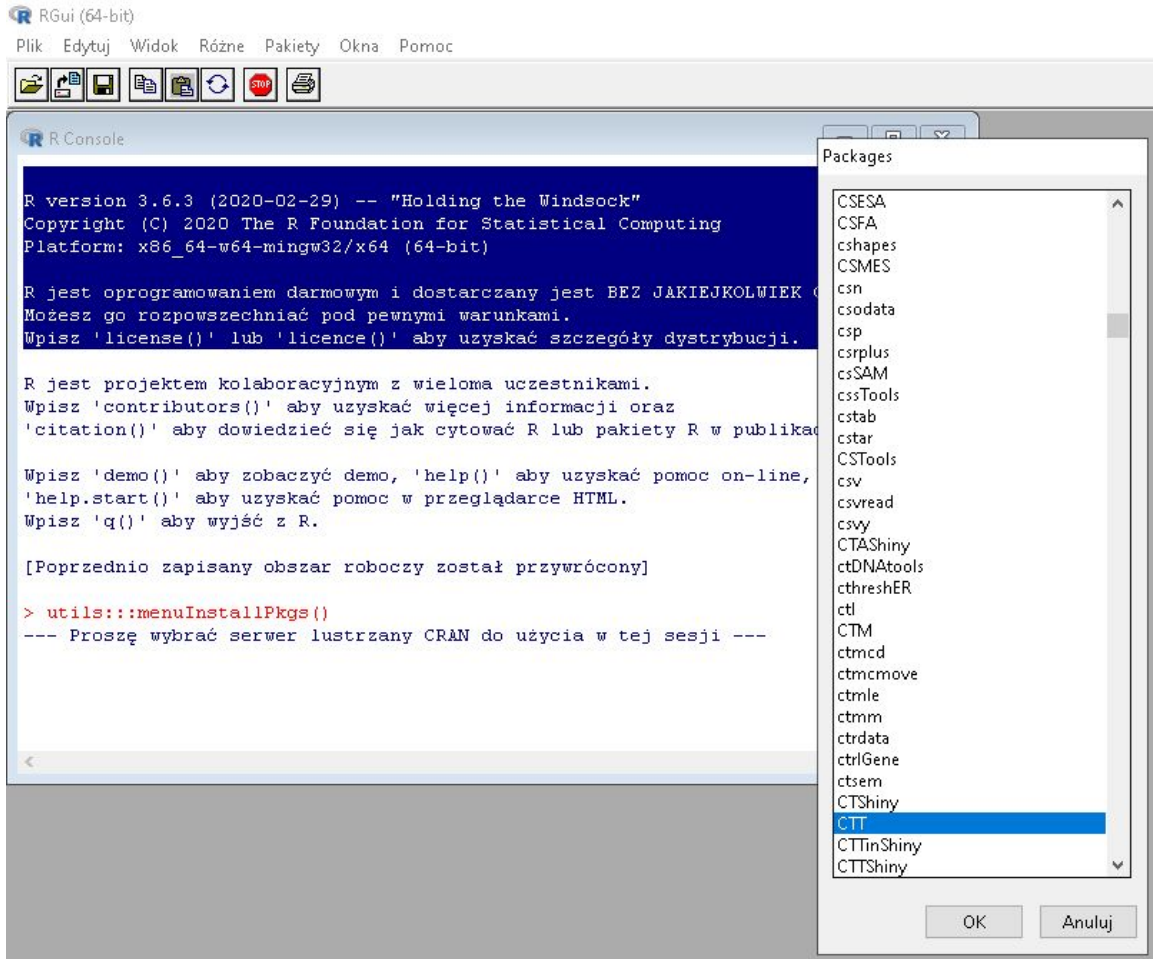 RGui (64-bit)
Plik Edytuj Widok Różne Pakiety Okna Pomoc
STOP
R Console
R version 3.6.3 (2020-02-29) -- "Holding the Windsock"
Copyright (C) 2020 The R Foundation for Statistical Computing
Platform: x86_64-w64-mingw32/x64 (64-bit)
R jest oprogramowaniem darmowym i dostarczany jest BEZ JAKIEJKOLWIEK
Możesz go rozpowszechniać pod pewnymi warunkami.
Wpisz 'license()' lub 'licence()' aby uzyskać szczegóły dystrybucji.
R jest projektem kolaboracyjnym z wieloma uczestnikami.
Wpisz 'contributors()' aby uzyskać więcej informacji oraz
'citation()' aby dowiedzieć się jak cytować R lub pakiety R w publika
Wpisz 'demo()' aby zobaczyć demo, 'help()' aby uzyskać pomoc on-line,
'help.start()' aby uzyskać pomoc w przeglądarce HTML.
Wpisz 'q()' aby wyjść z R.
[Poprzednio zapisany obszar roboczy został przywrócony]
> utils:::menuInstallPkgs()
--- Proszę wybrać serwer lustrzany CRAN do użycia w tej sesji ---
Packages
CSESA
CSFA
cshapes
CSMES
csn
csodata
csp
csrplus
csSAM
cssTools
cstab
cstar
CSTools
csv
csvread
csvy
CTAShiny
ctDNAtools
cthreshER
ctl
CTM
ctmcd
ctmcmove
ctmle
ctmm
ctrdata
ctrlGene
ctsem
CTShiny
CTT
CTTinShiny
CTTShiny
OK Anuluj